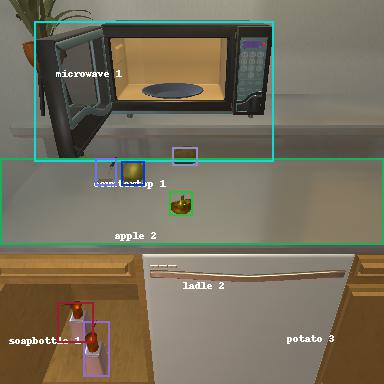 microwave 1
countertop 1
apple 2
ladle 2
soapbottle 1
potato 3